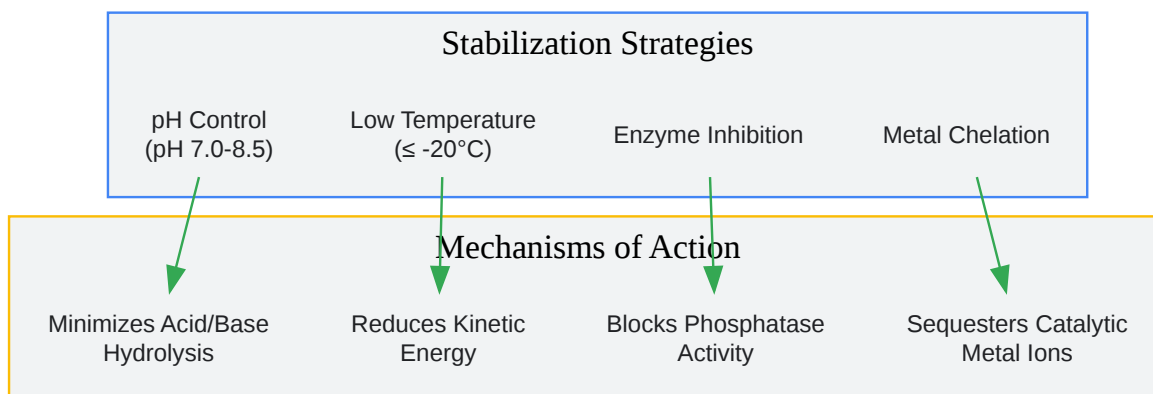 Stabilization Strategies
pH Control
(pH 7.0-8.5)
Low Temperature
(≤ -20°C)
Enzyme Inhibition
Metal Chelation
Mechanisms of Action
Minimizes Acid/Base
Hydrolysis
Reduces Kinetic
Energy
Blocks Phosphatase
Activity
Sequesters Catalytic
Metal Ions